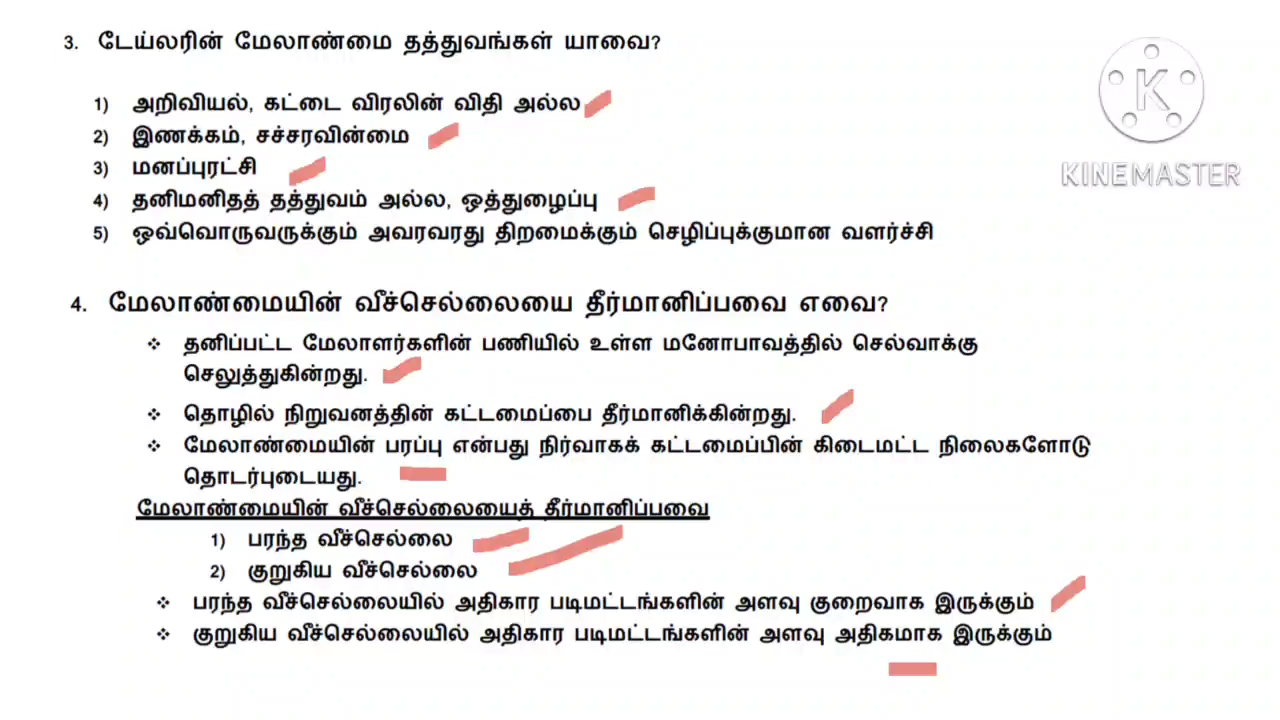 3. டேய்லரின் மேலாண்மை தத்துவங்கள் யாவை?
1) அறிவியல், கட்டை விரலின் விதி அல்ல
2) இணக்கம், சச்சரவின்மை
3) மனப்புரட்சி
4) தனிமனிதத் தத்துவம் அல்ல, ஒத்துழைப்பு
5) ஒவ்வொருவருக்கும் அவரவரது திறமைக்கும் செழிப்புக்குமான வளர்ச்சி
4. மேலாண்மையின் வீச்செல்லையை தீர்மானிப்பவை எவை?
❖ தனிப்பட்ட மேலாளர்களின் பணியில் உள்ள மனோபாவத்தில் செல்வாக்கு
செலுத்துகின்றது.
❖ தொழில் நிறுவனத்தின் கட்டமைப்பை தீர்மானிக்கின்றது.
❖ மேலாண்மையின் பரப்பு என்பது நிர்வாகக் கட்டமைப்பின் கிடைமட்ட நிலைகளோடு
தொடர்புடையது.
மேலாண்மையின் வீச்செல்லையைத் தீர்மானிப்பவை
1) பரந்த வீச்செல்லை
2) குறுகிய வீச்செல்லை
❖ பரந்த வீச்செல்லையில் அதிகார படிமட்டங்களின் அளவு குறைவாக இருக்கும்
❖ குறுகிய வீச்செல்லையில் அதிகார படிமட்டங்களின் அளவு அதிகமாக இருக்கும்
K
KINEMASTER